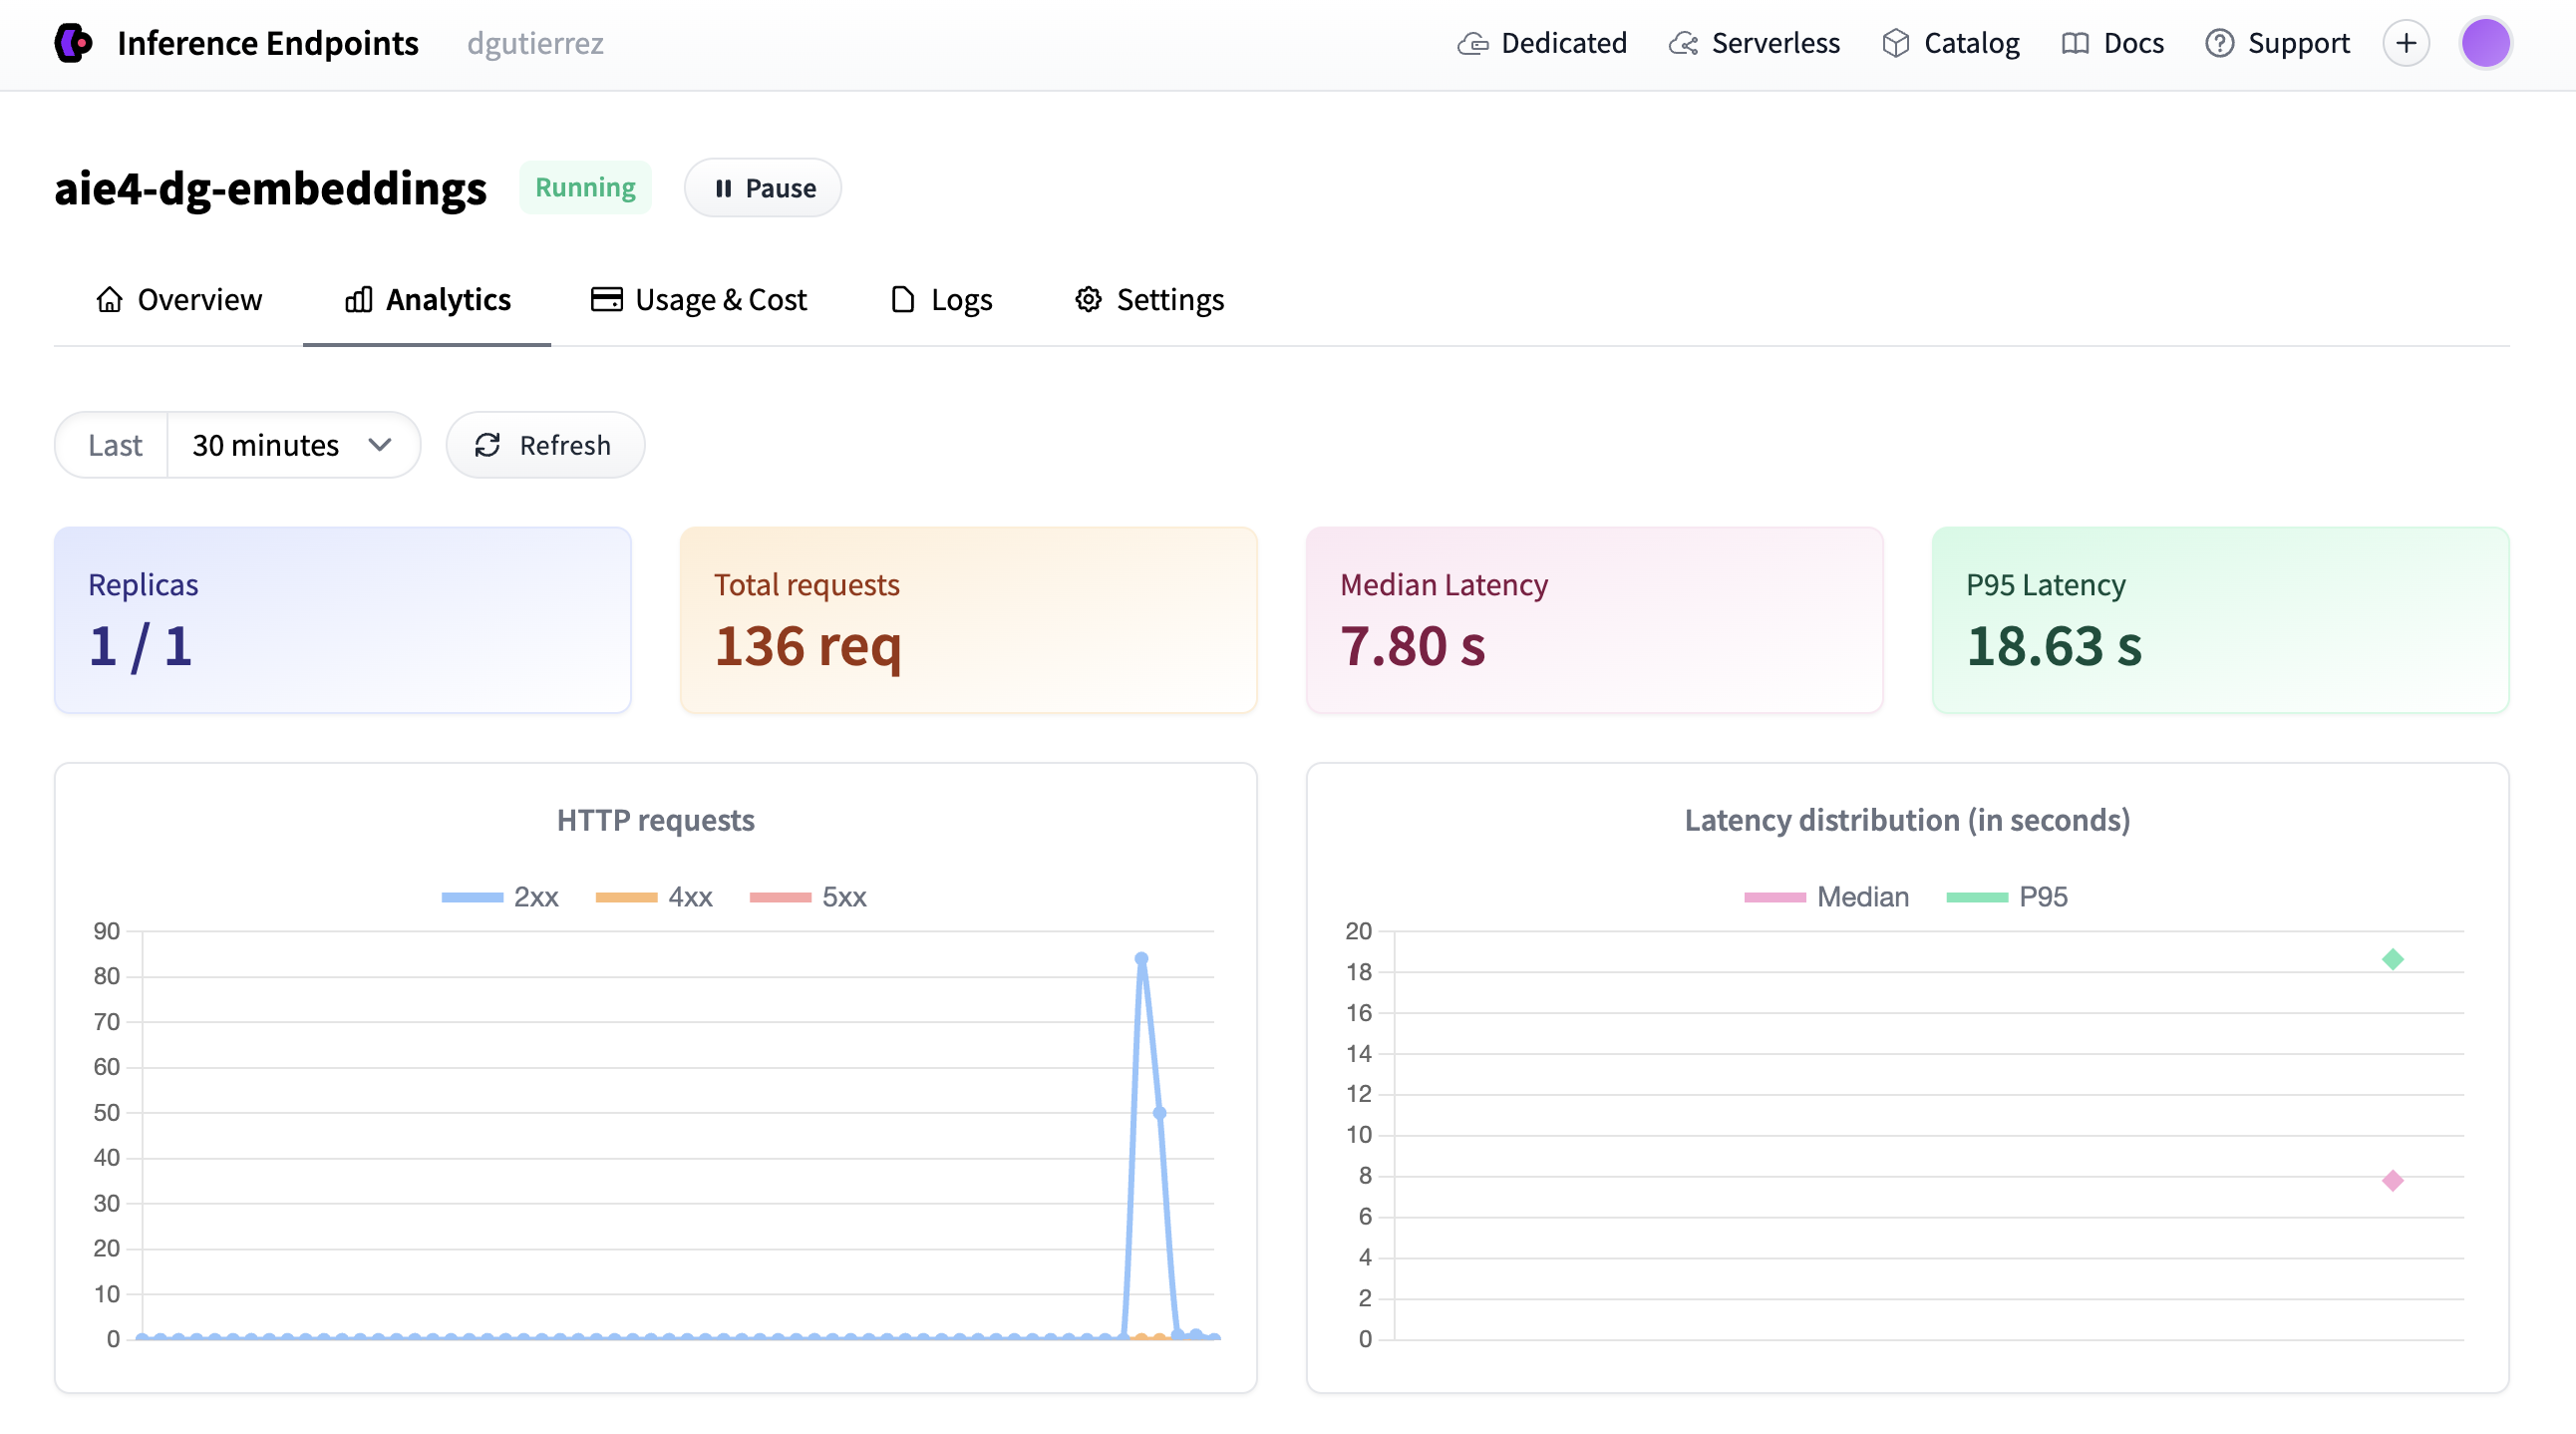 Inference Endpoints dgutierrez Dedicated Serverless Catalog Docs Support
aie4-dg-embeddings Running Pause
Overview Analytics Usage & Cost Logs Settings
Last 30 minutes Refresh
Replicas
1 / 1
Total requests
136 req
Median Latency
7.80 s
P95 Latency
18.63 s
HTTP requests
2xx 4xx 5xx
90
80
70
60
50
40
30
20
10
0
Latency distribution (in seconds)
Median P95
20
18
16
14
12
10
8
6
4
2
0